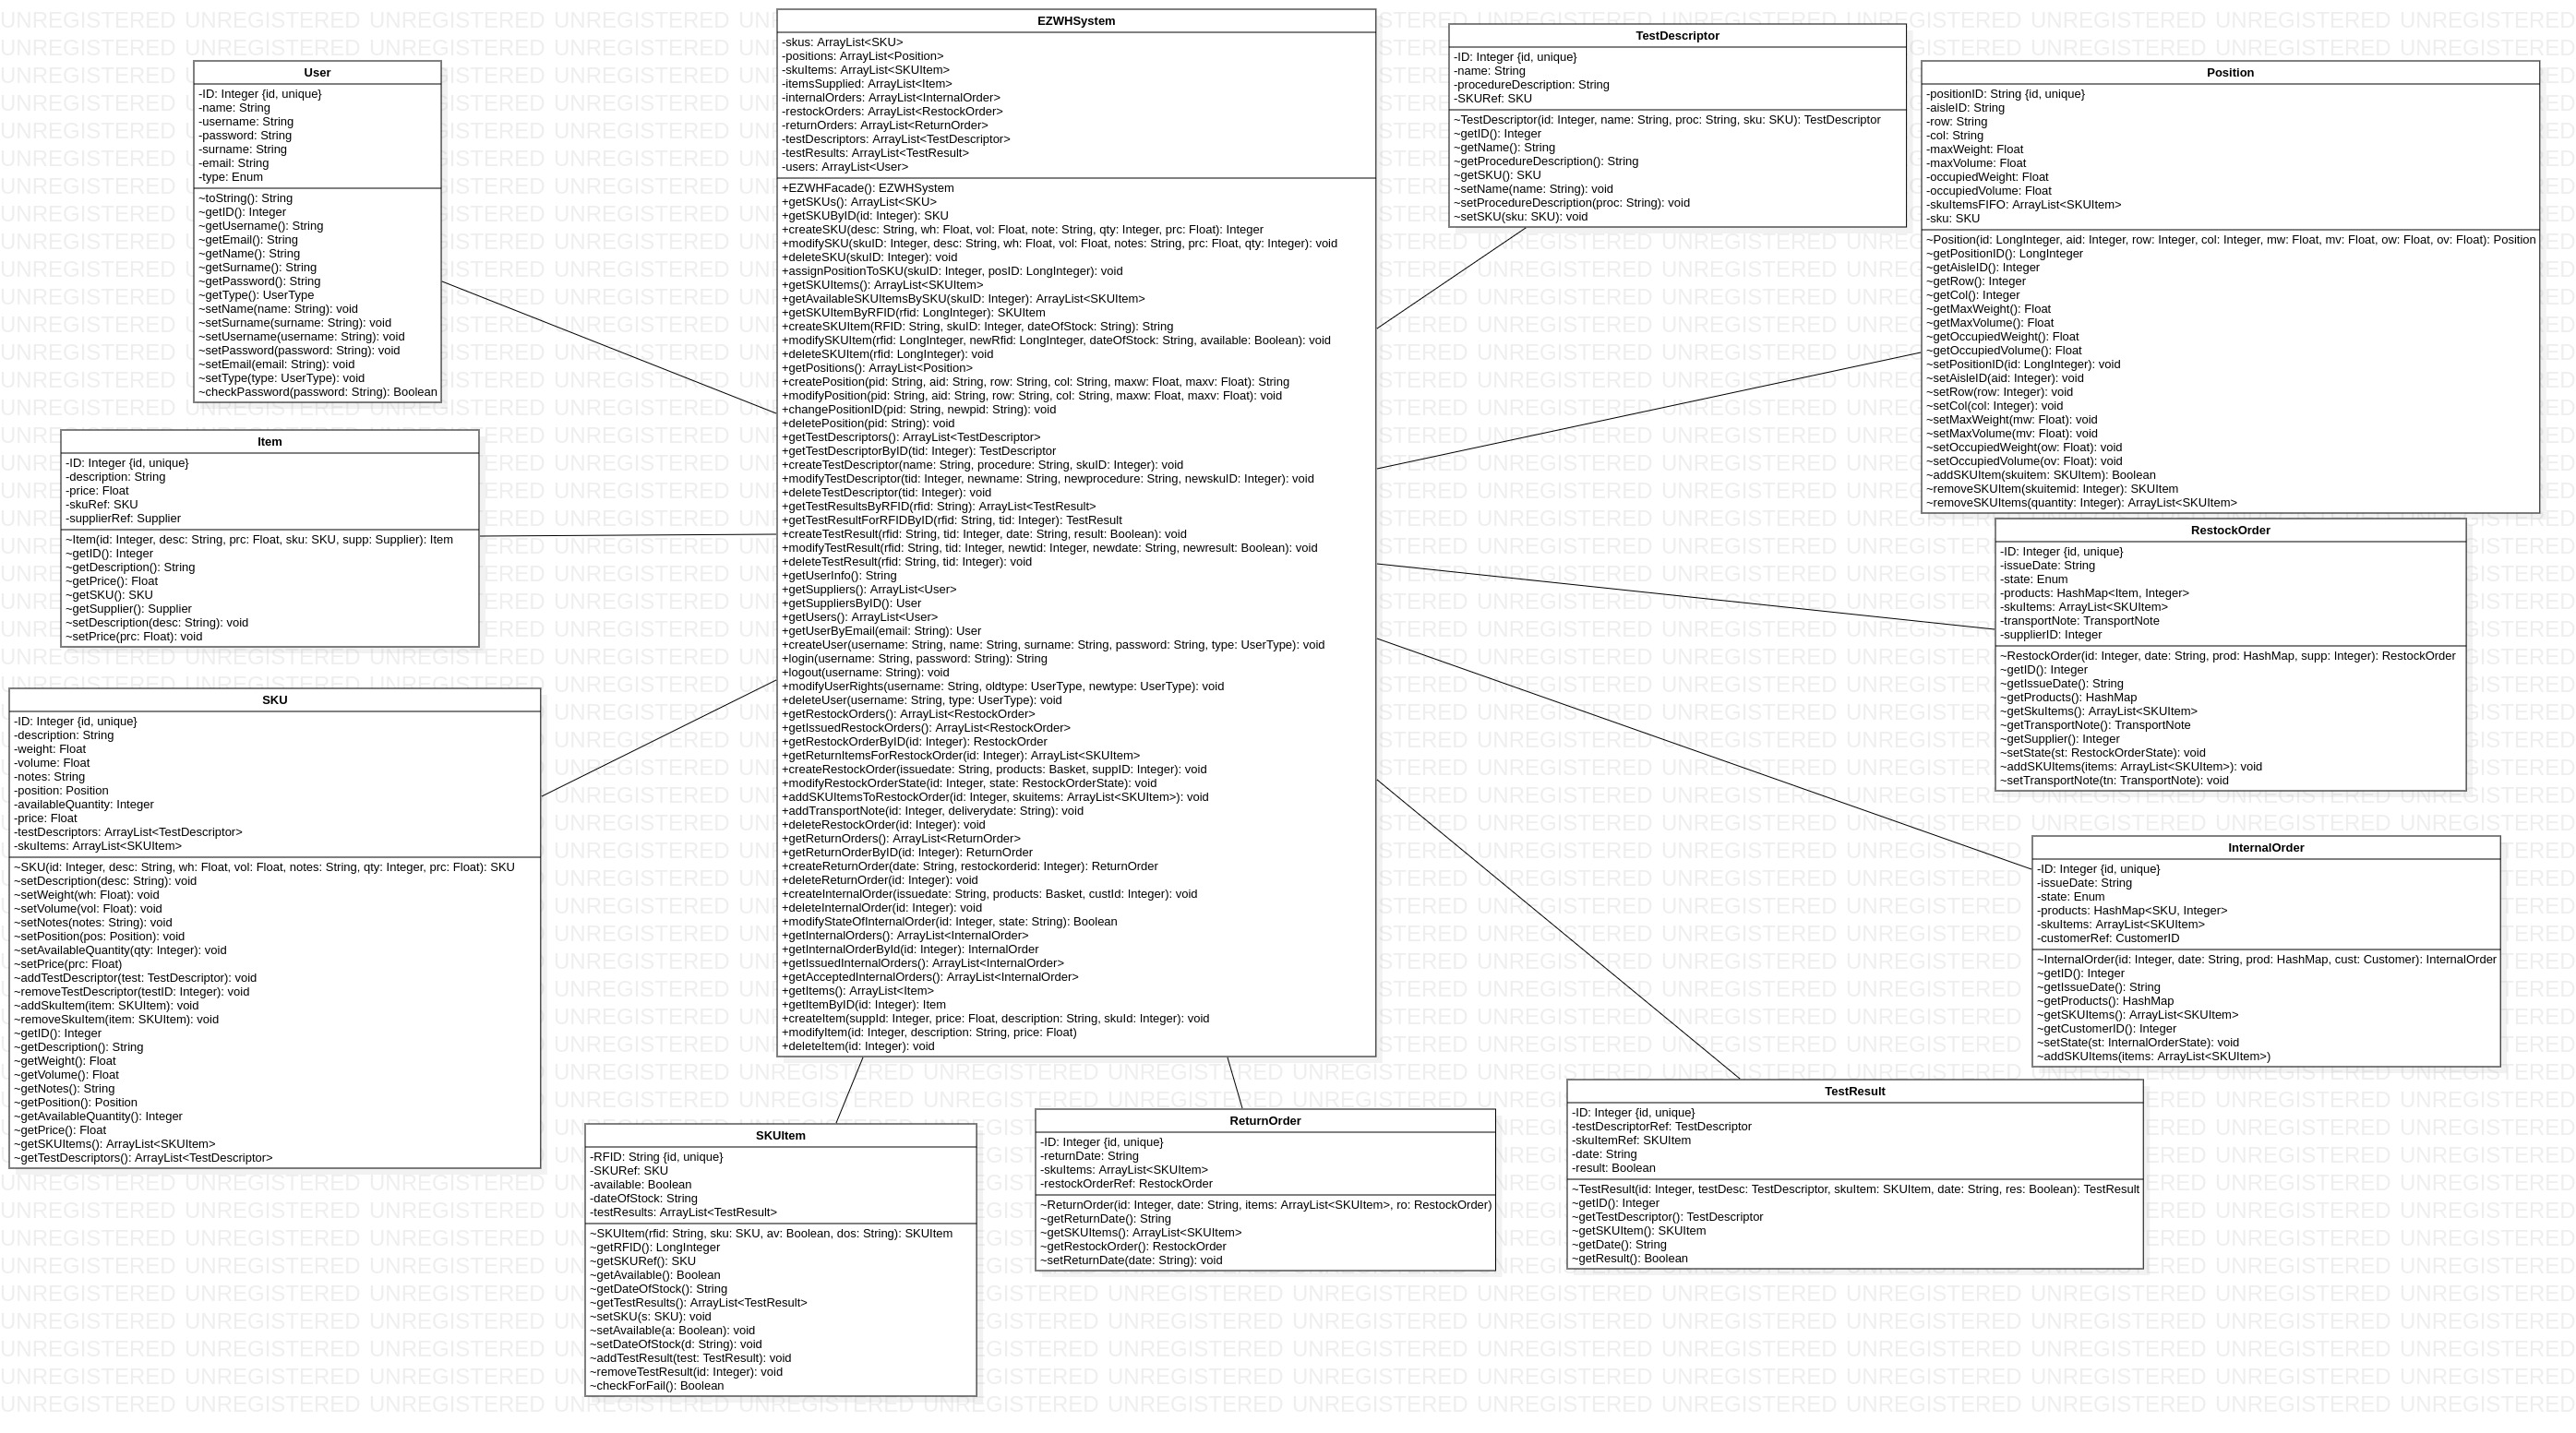 User
-ID: Integer {id, unique}
-name: String
-username: String
-password: String
-surname: String
-email: String
-type: Enum
~toString(): String
~getID(): Integer
~getUsername(): String
~getEmail(): String
~getName(): String
~getSurname(): String
~getPassword(): String
~getType(): UserType
~setName(name: String): void
~setSurname(surname: String): void
~setUsername(username: String): void
~setPassword(password: String): void
~setEmail(email: String): void
~setType(type: UserType): void
~checkPassword(password: String): Boolean
Item
-ID: Integer {id, unique}
-description: String
-price: Float
-skuRef: SKU
-supplierRef: Supplier
~Item(id: Integer, desc: String, prc: Float, sku: SKU, supp: Supplier): Item
~getID(): Integer
~getDescription(): String
~getPrice(): Float
~getSKU(): SKU
~getSupplier(): Supplier
~setDescription(desc: String): void
~setPrice(prc: Float): void
SKU
-ID: Integer {id, unique}
-description: String
-weight: Float
-volume: Float
-notes: String
-position: Position
-availableQuantity: Integer
-price: Float
-testDescriptors: ArrayList<TestDescriptor>
-skuItems: ArrayList<SKUItem>
~SKU(id: Integer, desc: String, wh: Float, vol: Float, notes: String, qty: Integer, prc: Float): SKU
~setDescription(desc: String): void
~setWeight(wh: Float): void
~setVolume(vol: Float): void
~setNotes(notes: String): void
~setPosition(pos: Position): void
~setAvailableQuantity(qty: Integer): void
~setPrice(prc: Float)
~addTestDescriptor(test: TestDescriptor): void
~removeTestDescriptor(testID: Integer): void
~addSkuItem(item: SKUItem): void
~removeSkuItem(item: SKUItem): void
~getID(): Integer
~getDescription(): String
~getWeight(): Float
~getVolume(): Float
~getNotes(): String
~getPosition(): Position
~getAvailableQuantity(): Integer
~getPrice(): Float
~getSKUItems(): ArrayList<SKUItem>
~getTestDescriptors(): ArrayList<TestDescriptor>
EZWHSystem
-skus: ArrayList<SKU>
-positions: ArrayList<Position>
-skuItems: ArrayList<SKUItem>
-itemsSupplied: ArrayList<Item>
-internalOrders: ArrayList<InternalOrder>
-restockOrders: ArrayList<RestockOrder>
-returnOrders: ArrayList<ReturnOrder>
-testDescriptors: ArrayList<TestDescriptor>
-testResults: ArrayList<TestResult>
-users: ArrayList<User>
+EZWHFacade(): EZWHSystem
+getSKUs(): ArrayList<SKU>
+getSKUByID(id: Integer): SKU
+createSKU(desc: String, wh: Float, vol: Float, note: String, qty: Integer, prc: Float): Integer
+modifySKU(skuID: Integer, desc: String, wh: Float, vol: Float, notes: String, prc: Float, qty: Integer): void
+deleteSKU(skuID: Integer): void
+assignPositionToSKU(skuID: Integer, posID: LongInteger): void
+getSKUItems(): ArrayList<SKUItem>
+getAvailableSKUItemsBySKU(skuID: Integer): ArrayList<SKUItem>
+getSKUItemByRFID(rfid: LongInteger): SKUItem
+createSKUItem(RFID: String, skuID: Integer, dateOfStock: String): String
+modifySKUItem(rfid: LongInteger, newRfid: LongInteger, dateOfStock: String, available: Boolean): void
+deleteSKUItem(rfid: LongInteger): void
+getPositions(): ArrayList<Position>
+createPosition(pid: String, aid: String, row: String, col: String, maxw: Float, maxv: Float): String
+modifyPosition(pid: String, aid: String, row: String, col: String, maxw: Float, maxv: Float): void
+changePositionID(pid: String, newpid: String): void
+deletePosition(pid: String): void
+getTestDescriptors(): ArrayList<TestDescriptor>
+getTestDescriptorByID(tid: Integer): TestDescriptor
+createTestDescriptor(name: String, procedure: String, skuID: Integer): void
+modifyTestDescriptor(tid: Integer, newname: String, newprocedure: String, newskuID: Integer): void
+deleteTestDescriptor(tid: Integer): void
+getTestResultsByRFID(rfid: String): ArrayList<TestResult>
+getTestResultForRFIDByID(rfid: String, tid: Integer): TestResult
+createTestResult(rfid: String, tid: Integer, date: String, result: Boolean): void
+modifyTestResult(rfid: String, tid: Integer, newtid: Integer, newdate: String, newresult: Boolean): void
+deleteTestResult(rfid: String, tid: Integer): void
+getUserInfo(): String
+getSuppliers(): ArrayList<User>
+getSuppliersByID(): User
+getUsers(): ArrayList<User>
+getUserByEmail(email: String): User
+createUser(username: String, name: String, surname: String, password: String, type: UserType): void
+login(username: String, password: String): String
+logout(username: String): void
+modifyUserRights(username: String, oldtype: UserType, newtype: UserType): void
+deleteUser(username: String, type: UserType): void
+getRestockOrders(): ArrayList<RestockOrder>
+getIssuedRestockOrders(): ArrayList<RestockOrder>
+getRestockOrderByID(id: Integer): RestockOrder
+getReturnItemsForRestockOrder(id: Integer): ArrayList<SKUItem>
+createRestockOrder(issuedate: String, products: Basket, suppID: Integer): void
+modifyRestockOrderState(id: Integer, state: RestockOrderState): void
+addSKUItemsToRestockOrder(id: Integer, skuitems: ArrayList<SKUItem>): void
+addTransportNote(id: Integer, deliverydate: String): void
+deleteRestockOrder(id: Integer): void
+getReturnOrders(): ArrayList<ReturnOrder>
+getReturnOrderByID(id: Integer): ReturnOrder
+createReturnOrder(date: String, restockorderid: Integer): ReturnOrder
+deleteReturnOrder(id: Integer): void
+createInternalOrder(issuedate: String, products: Basket, custId: Integer): void
+deleteInternalOrder(id: Integer): void
+modifyStateOfInternalOrder(id: Integer, state: String): Boolean
+getInternalOrders(): ArrayList<InternalOrder>
+getInternalOrderById(id: Integer): InternalOrder
+getIssuedInternalOrders(): ArrayList<InternalOrder>
+getAcceptedInternalOrders(): ArrayList<InternalOrder>
+getItems(): ArrayList<Item>
+getItemByID(id: Integer): Item
+createItem(suppId: Integer, price: Float, description: String, skuId: Integer): void
+modifyItem(id: Integer, description: String, price: Float)
+deleteItem(id: Integer): void
SKUItem
-RFID: String {id, unique}
-SKURef: SKU
-available: Boolean
-dateOfStock: String
-testResults: ArrayList<TestResult>
~SKUItem(rfid: String, sku: SKU, av: Boolean, dos: String): SKUItem
~getRFID(): LongInteger
~getSKURef(): SKU
~getAvailable(): Boolean
~getDateOfStock(): String
~getTestResults(): ArrayList<TestResult>
~setSKU(s: SKU): void
~setAvailable(a: Boolean): void
~setDateOfStock(d: String): void
~addTestResult(test: TestResult): void
~removeTestResult(id: Integer): void
~checkForFail(): Boolean
ReturnOrder
-ID: Integer {id, unique}
-returnDate: String
-skuItems: ArrayList<SKUItem>
-restockOrderRef: RestockOrder
~ReturnOrder(id: Integer, date: String, items: ArrayList<SKUItem>, ro: RestockOrder)
~getReturnDate(): String
~getSKUItems(): ArrayList<SKUItem>
~getRestockOrder(): RestockOrder
~setReturnDate(date: String): void
TestDescriptor
-ID: Integer {id, unique}
-name: String
-procedureDescription: String
-SKURef: SKU
~TestDescriptor(id: Integer, name: String, proc: String, sku: SKU): TestDescriptor
~getID(): Integer
~getName(): String
~getProcedureDescription(): String
~getSKU(): SKU
~setName(name: String): void
~setProcedureDescription(proc: String): void
~setSKU(sku: SKU): void
Position
-positionID: String {id, unique}
-aisleID: String
-row: String
-col: String
-maxWeight: Float
-maxVolume: Float
-occupiedWeight: Float
-occupiedVolume: Float
-skuItemsFIFO: ArrayList<SKUItem>
-sku: SKU
~Position(id: LongInteger, aid: Integer, row: Integer, col: Integer, mw: Float, mv: Float, ow: Float, ov: Float): Position
~getPositionID(): LongInteger
~getAisleID(): Integer
~getRow(): Integer
~getCol(): Integer
~getMaxWeight(): Float
~getMaxVolume(): Float
~getOccupiedWeight(): Float
~getOccupiedVolume(): Float
~setPositionID(id: LongInteger): void
~setAisleID(aid: Integer): void
~setRow(row: Integer): void
~setCol(col: Integer): void
~setMaxWeight(mw: Float): void
~setMaxVolume(mv: Float): void
~setOccupiedWeight(ow: Float): void
~setOccupiedVolume(ov: Float): void
~addSKUItem(skuitem: SKUItem): Boolean
~removeSKUItem(skuitemid: Integer): SKUItem
~removeSKUItems(quantity: Integer): ArrayList<SKUItem>
RestockOrder
-ID: Integer {id, unique}
-issueDate: String
-state: Enum
-products: HashMap<Item, Integer>
-skuItems: ArrayList<SKUItem>
-transportNote: TransportNote
-supplierID: Integer
~RestockOrder(id: Integer, date: String, prod: HashMap, supp: Integer): RestockOrder
~getID(): Integer
~getIssueDate(): String
~getProducts(): HashMap
~getSkuItems(): ArrayList<SKUItem>
~getTransportNote(): TransportNote
~getSupplier(): Integer
~setState(st: RestockOrderState): void
~addSKUItems(items: ArrayList<SKUItem>): void
~setTransportNote(tn: TransportNote): void
InternalOrder
-ID: Integer {id, unique}
-issueDate: String
-state: Enum
-products: HashMap<SKU, Integer>
-skuItems: ArrayList<SKUItem>
-customerRef: CustomerID
~InternalOrder(id: Integer, date: String, prod: HashMap, cust: Customer): InternalOrder
~getID(): Integer
~getIssueDate(): String
~getProducts(): HashMap
~getSKUItems(): ArrayList<SKUItem>
~getCustomerID(): Integer
~setState(st: InternalOrderState): void
~addSKUItems(items: ArrayList<SKUItem>)
TestResult
-ID: Integer {id, unique}
-testDescriptorRef: TestDescriptor
-skuItemRef: SKUItem
-date: String
-result: Boolean
~TestResult(id: Integer, testDesc: TestDescriptor, skuItem: SKUItem, date: String, res: Boolean): TestResult
~getID(): Integer
~getTestDescriptor(): TestDescriptor
~getSKUItem(): SKUItem
~getDate(): String
~getResult(): Boolean
UNREGISTERED